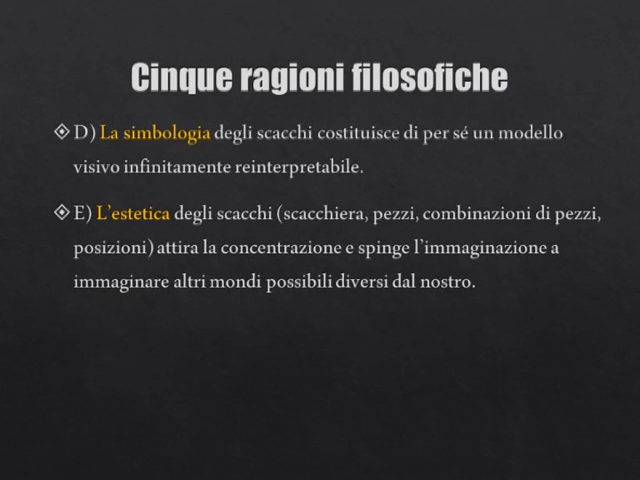 Cinque ragioni filosofiche
D) La simbologia degli scacchi costituisce di per sé un modello
visivo infinitamente reinterpretabile.
E) L'estetica degli scacchi (scacchiera, pezzi, combinazioni di pezzi,
posizioni) attira la concentrazione e spinge l'immaginazione a
immaginare altri mondi possibili diversi dal nostro.